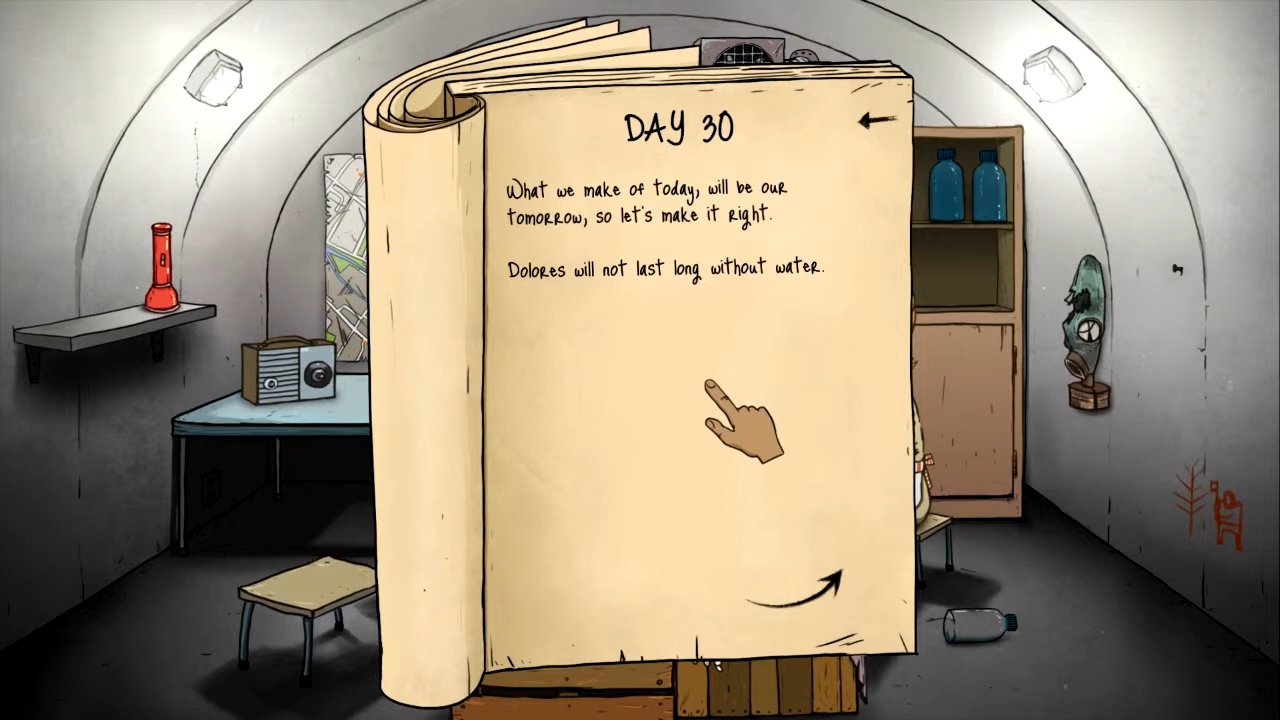 DAY 30
What we make of today, will be our
tomorrow, so let's make it right.
Dolores will not last long without water.